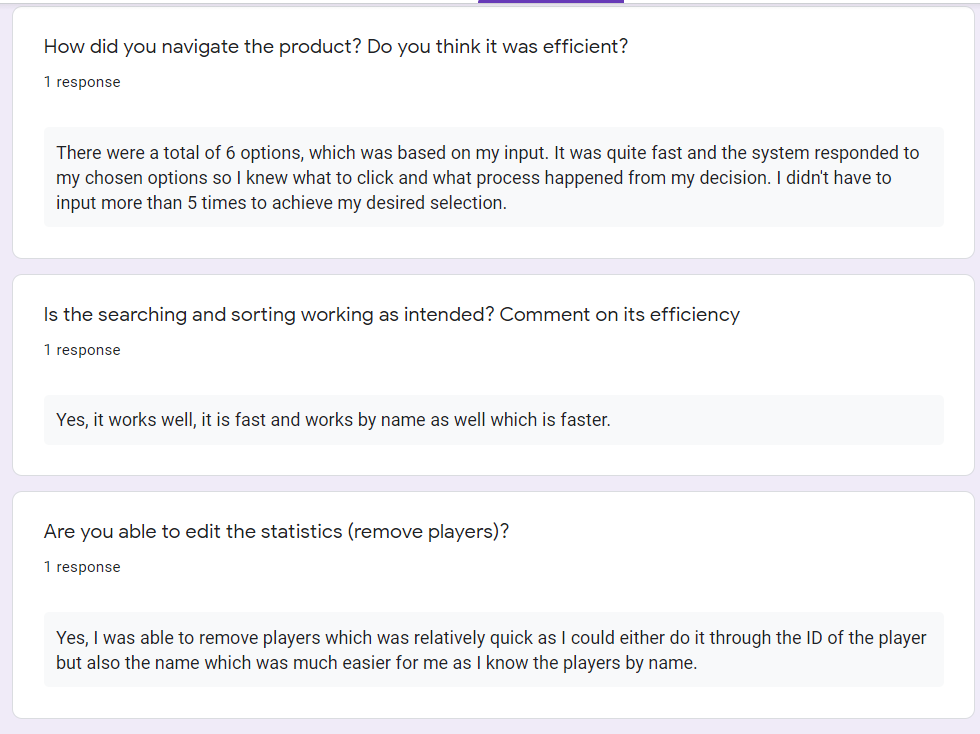 How did you navigate the product? Do you think it was efficient?
1 response
There were a total of 6 options, which was based on my input. It was quite fast and the system responded to
my chosen options so I knew what to click and what process happened from my decision. I didn't have to
input more than 5 times to achieve my desired selection.
Is the searching and sorting working as intended? Comment on its efficiency
1 response
Yes, it works well, it is fast and works by name as well which is faster.
Are you able to edit the statistics (remove players)?
1 response
Yes, I was able to remove players which was relatively quick as I could either do it through the ID of the player
but also the name which was much easier for me as I know the players by name.